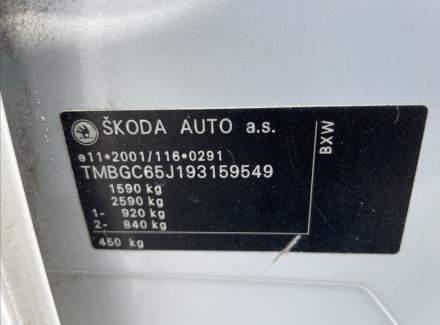 ŠKODA AUTO a.s.
e11*2001/116*0291
TMBGC65J193159549
1590 kg
2590 kg
1- 920 kg
2- 840 kg
450 kg
BXW